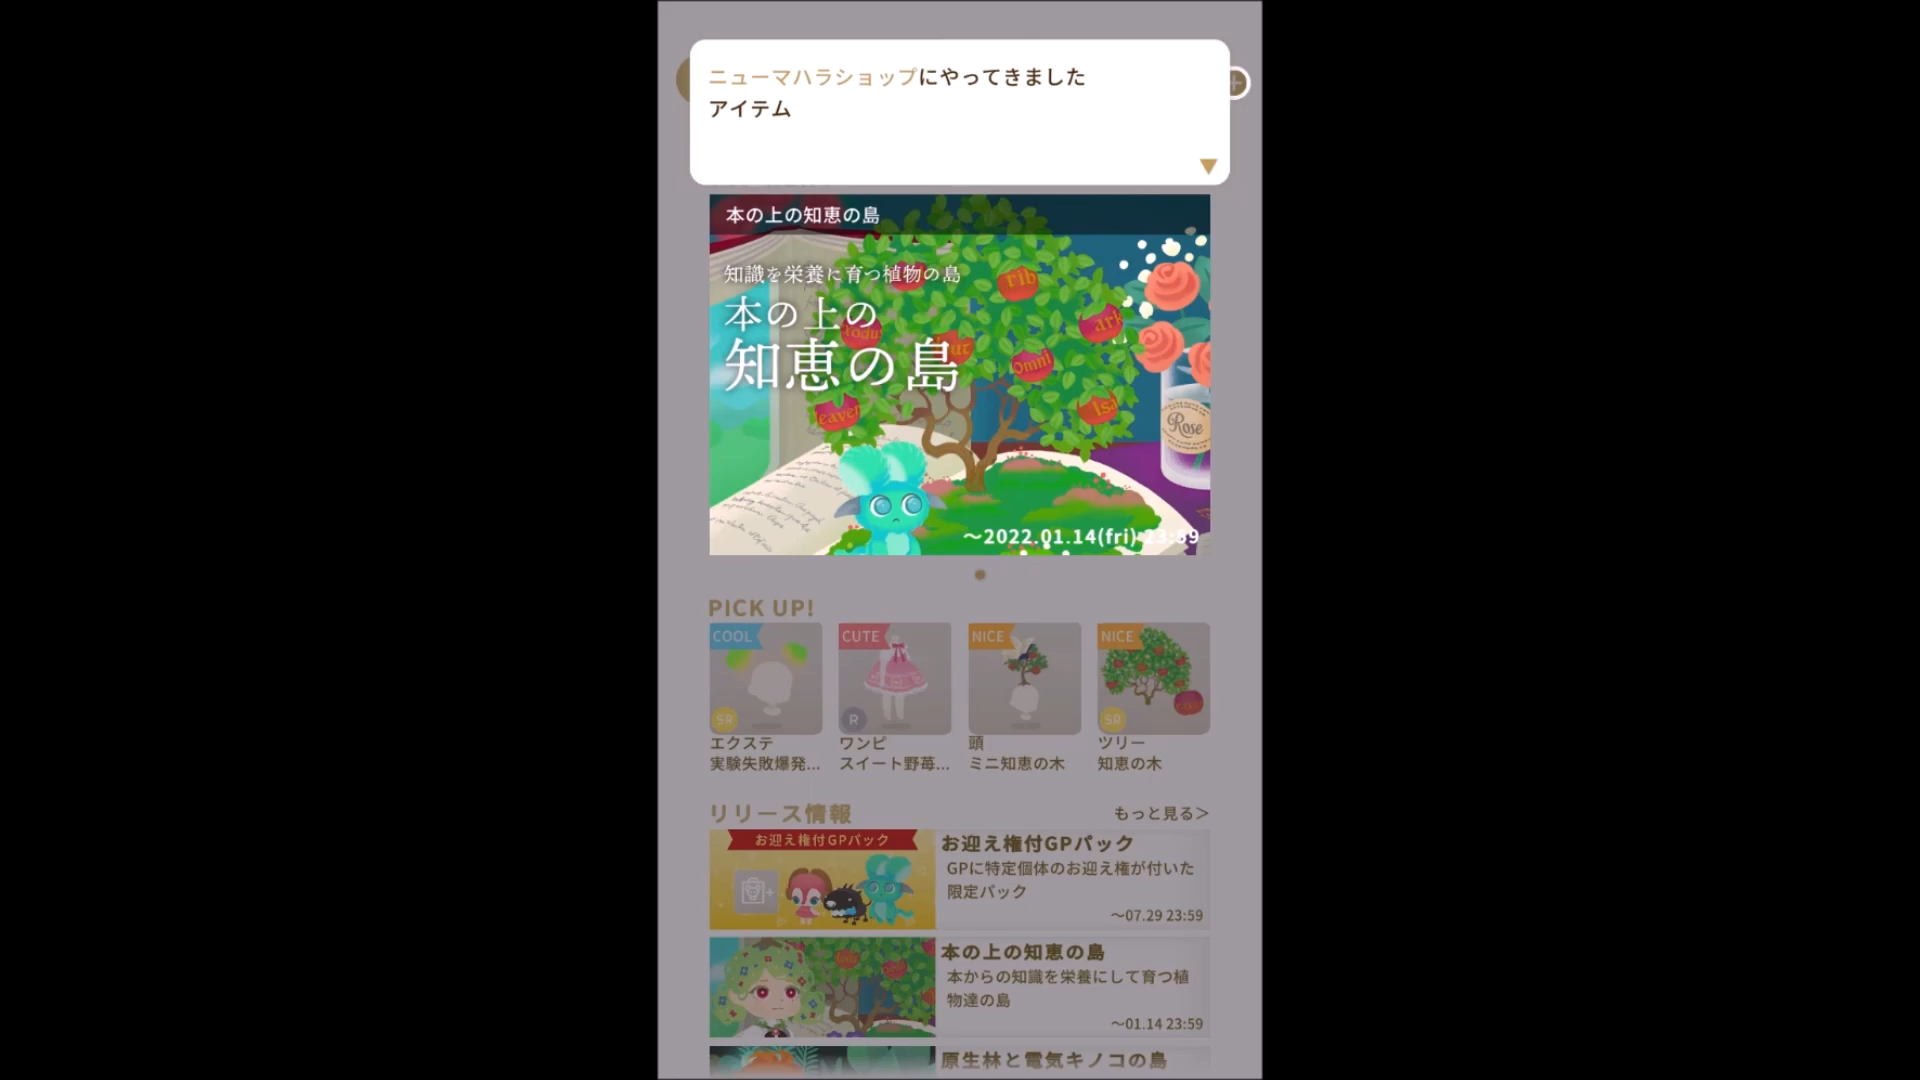 ニューマハラショップにやってきました
アイテム
本の上の知恵の島
知識を栄養に育つ植物の島
本の上の
知恵の島
rib
ark
Omni
Isa
Rose
〜2022.01.14(fri) 23:59
PICK UP!
COOL
CUTE
NICE
NICE
SR
R
SR
エクステ
ワンピ
頭
ツリー
実験失敗爆発...
スイート野苺...
ミニ知恵の木
知恵の木
リリース情報
もっと見る＞
お迎え権付GPパック
お迎え権付GPパック
GPに特定個体のお迎え権が付いた
限定パック
〜07.29 23:59
本の上の知恵の島
本からの知識を栄養にして育つ植
物達の島
〜01.14 23:59
原生林と電気キノコの島